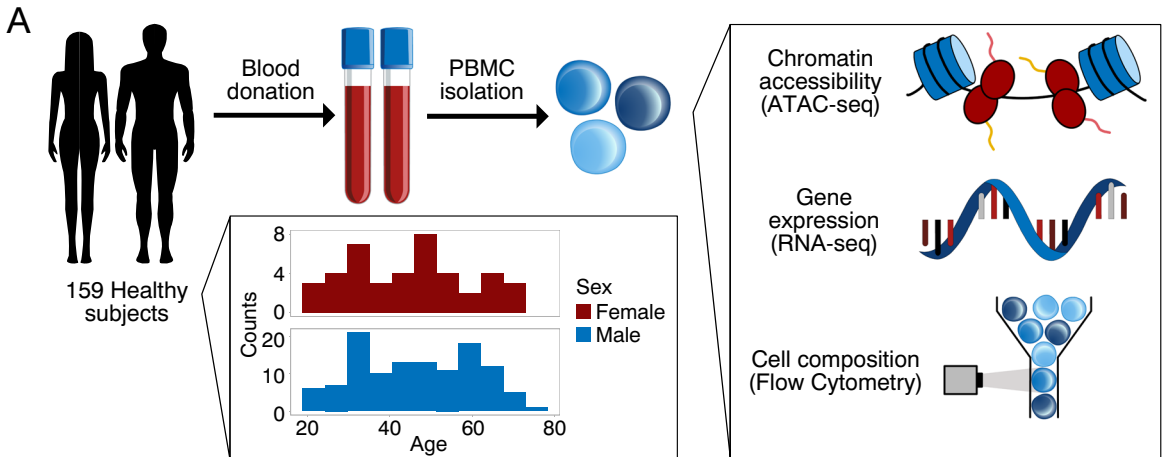 A
Blood
donation
PBMC
isolation
159 Healthy
subjects
Counts
8
4
0
20
10
0
20
40
60
80
Age
Sex
Female
Male
Chromatin
accessibility
(ATAC-seq)
Gene
expression
(RNA-seq)
Cell composition
(Flow Cytometry)